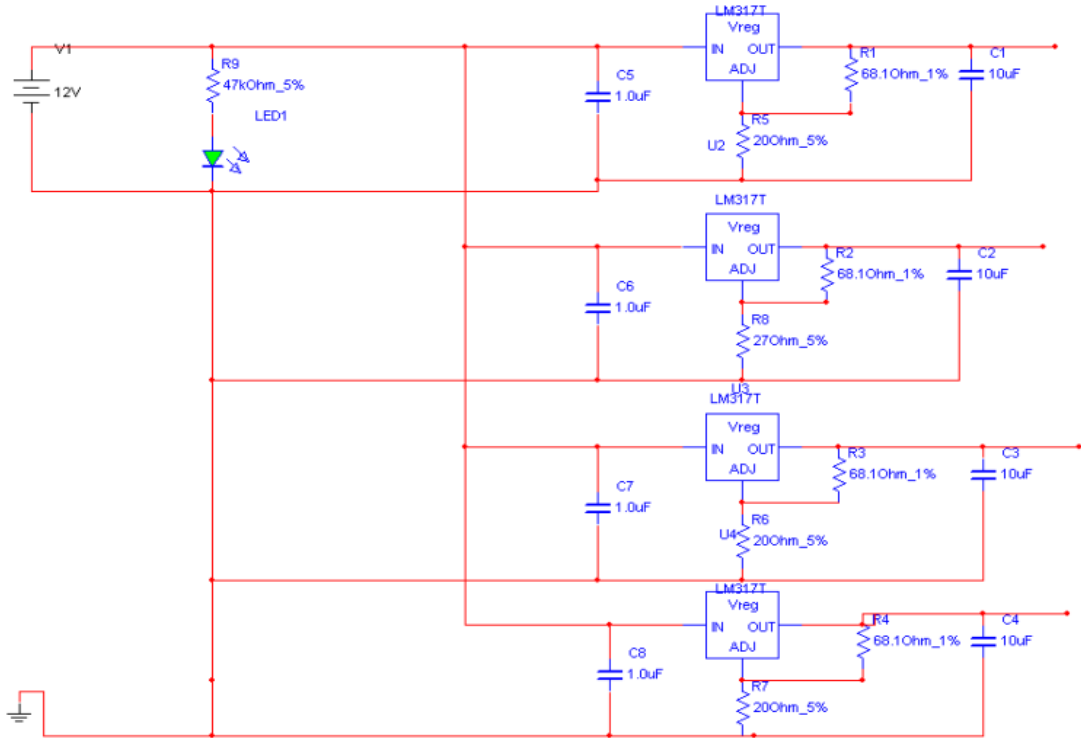 V1
12V
R9
47kOhm_5%
LED1
C5
1.0uF
LM317T
Vreg
IN OUT
ADJ
R1
68.1Ohm_1%
C1
10uF
R5
20Ohm_5%
U2
LM317T
Vreg
IN OUT
ADJ
R2
68.1Ohm_1%
C2
10uF
C6
1.0uF
R8
27Ohm_5%
U3
LM317T
Vreg
IN OUT
ADJ
R3
68.1Ohm_1%
C3
10uF
C7
1.0uF
R6
20Ohm_5%
U4
LM317T
Vreg
IN OUT
ADJ
R4
68.1Ohm_1%
C4
10uF
C8
1.0uF
R7
20Ohm_5%